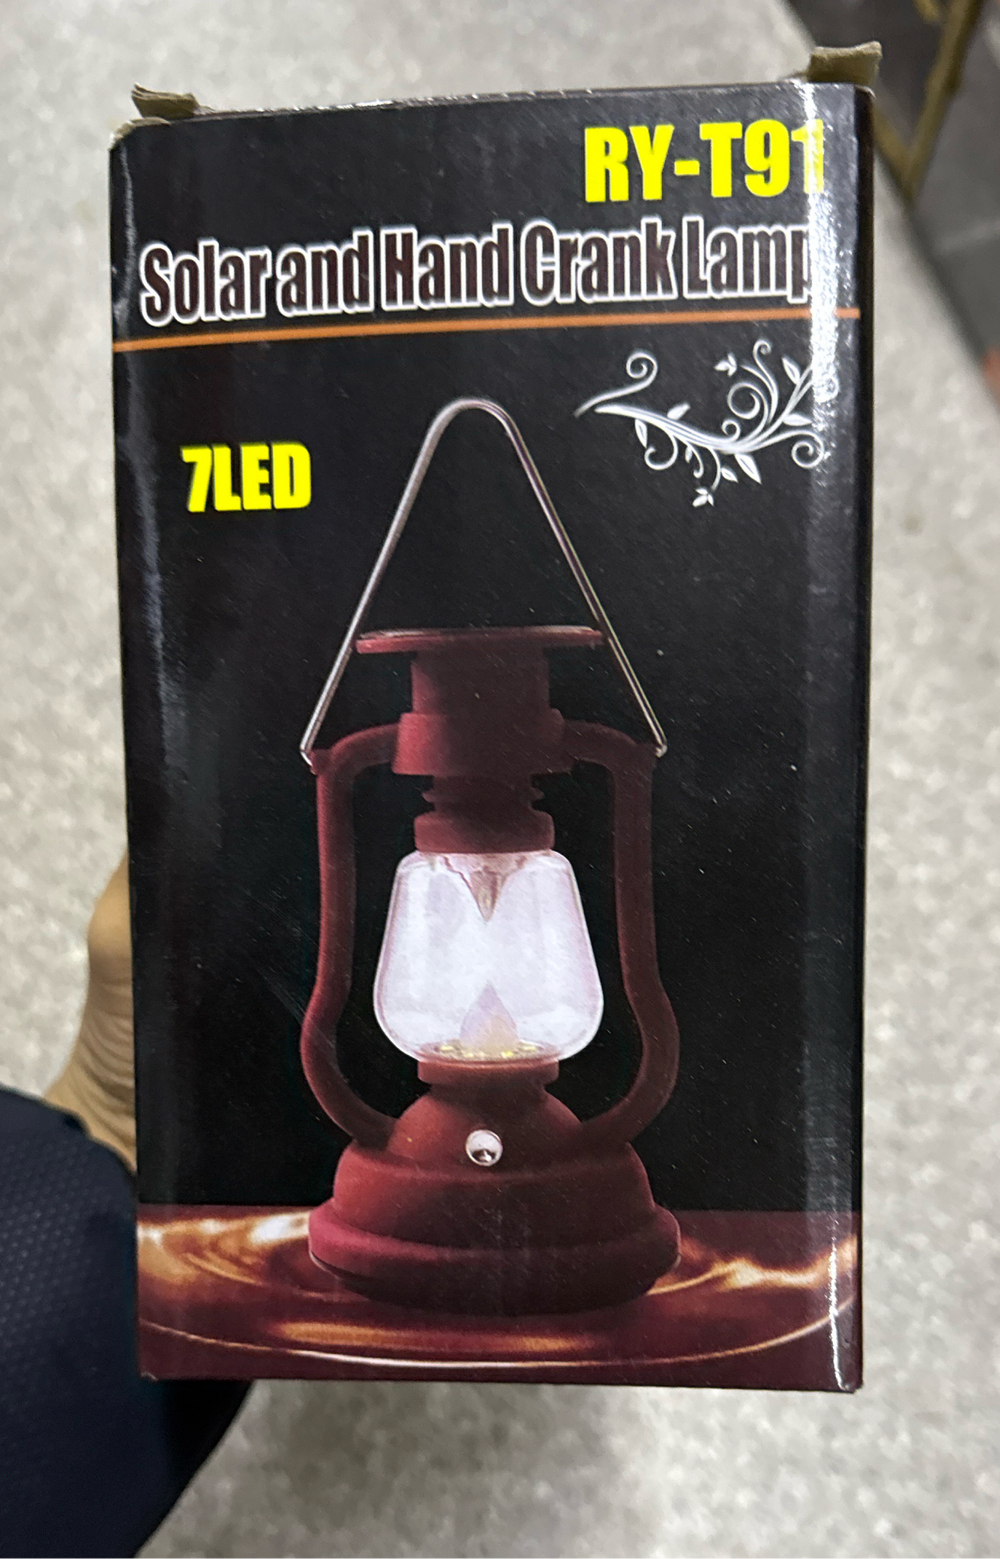 RY-T91
Solar and Hand Crank Lamp
7LED